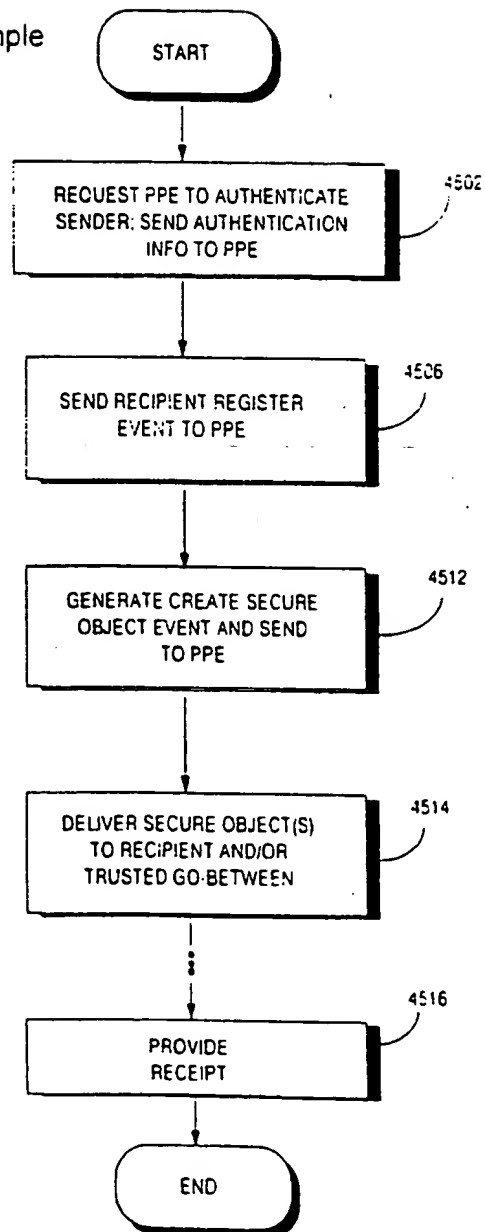 START
4502
REQUEST PPE TO AUTHENTICATE
SENDER; SEND AUTHENTICATION
INFO TO PPE
4506
SEND RECIPIENT REGISTER
EVENT TO PPE
4512
GENERATE CREATE SECURE
OBJECT EVENT AND SEND
TO PPE
4514
DELIVER SECURE OBJECT(S)
TO RECIPIENT AND/OR
TRUSTED GO-BETWEEN
4516
PROVIDE
RECEIPT
END